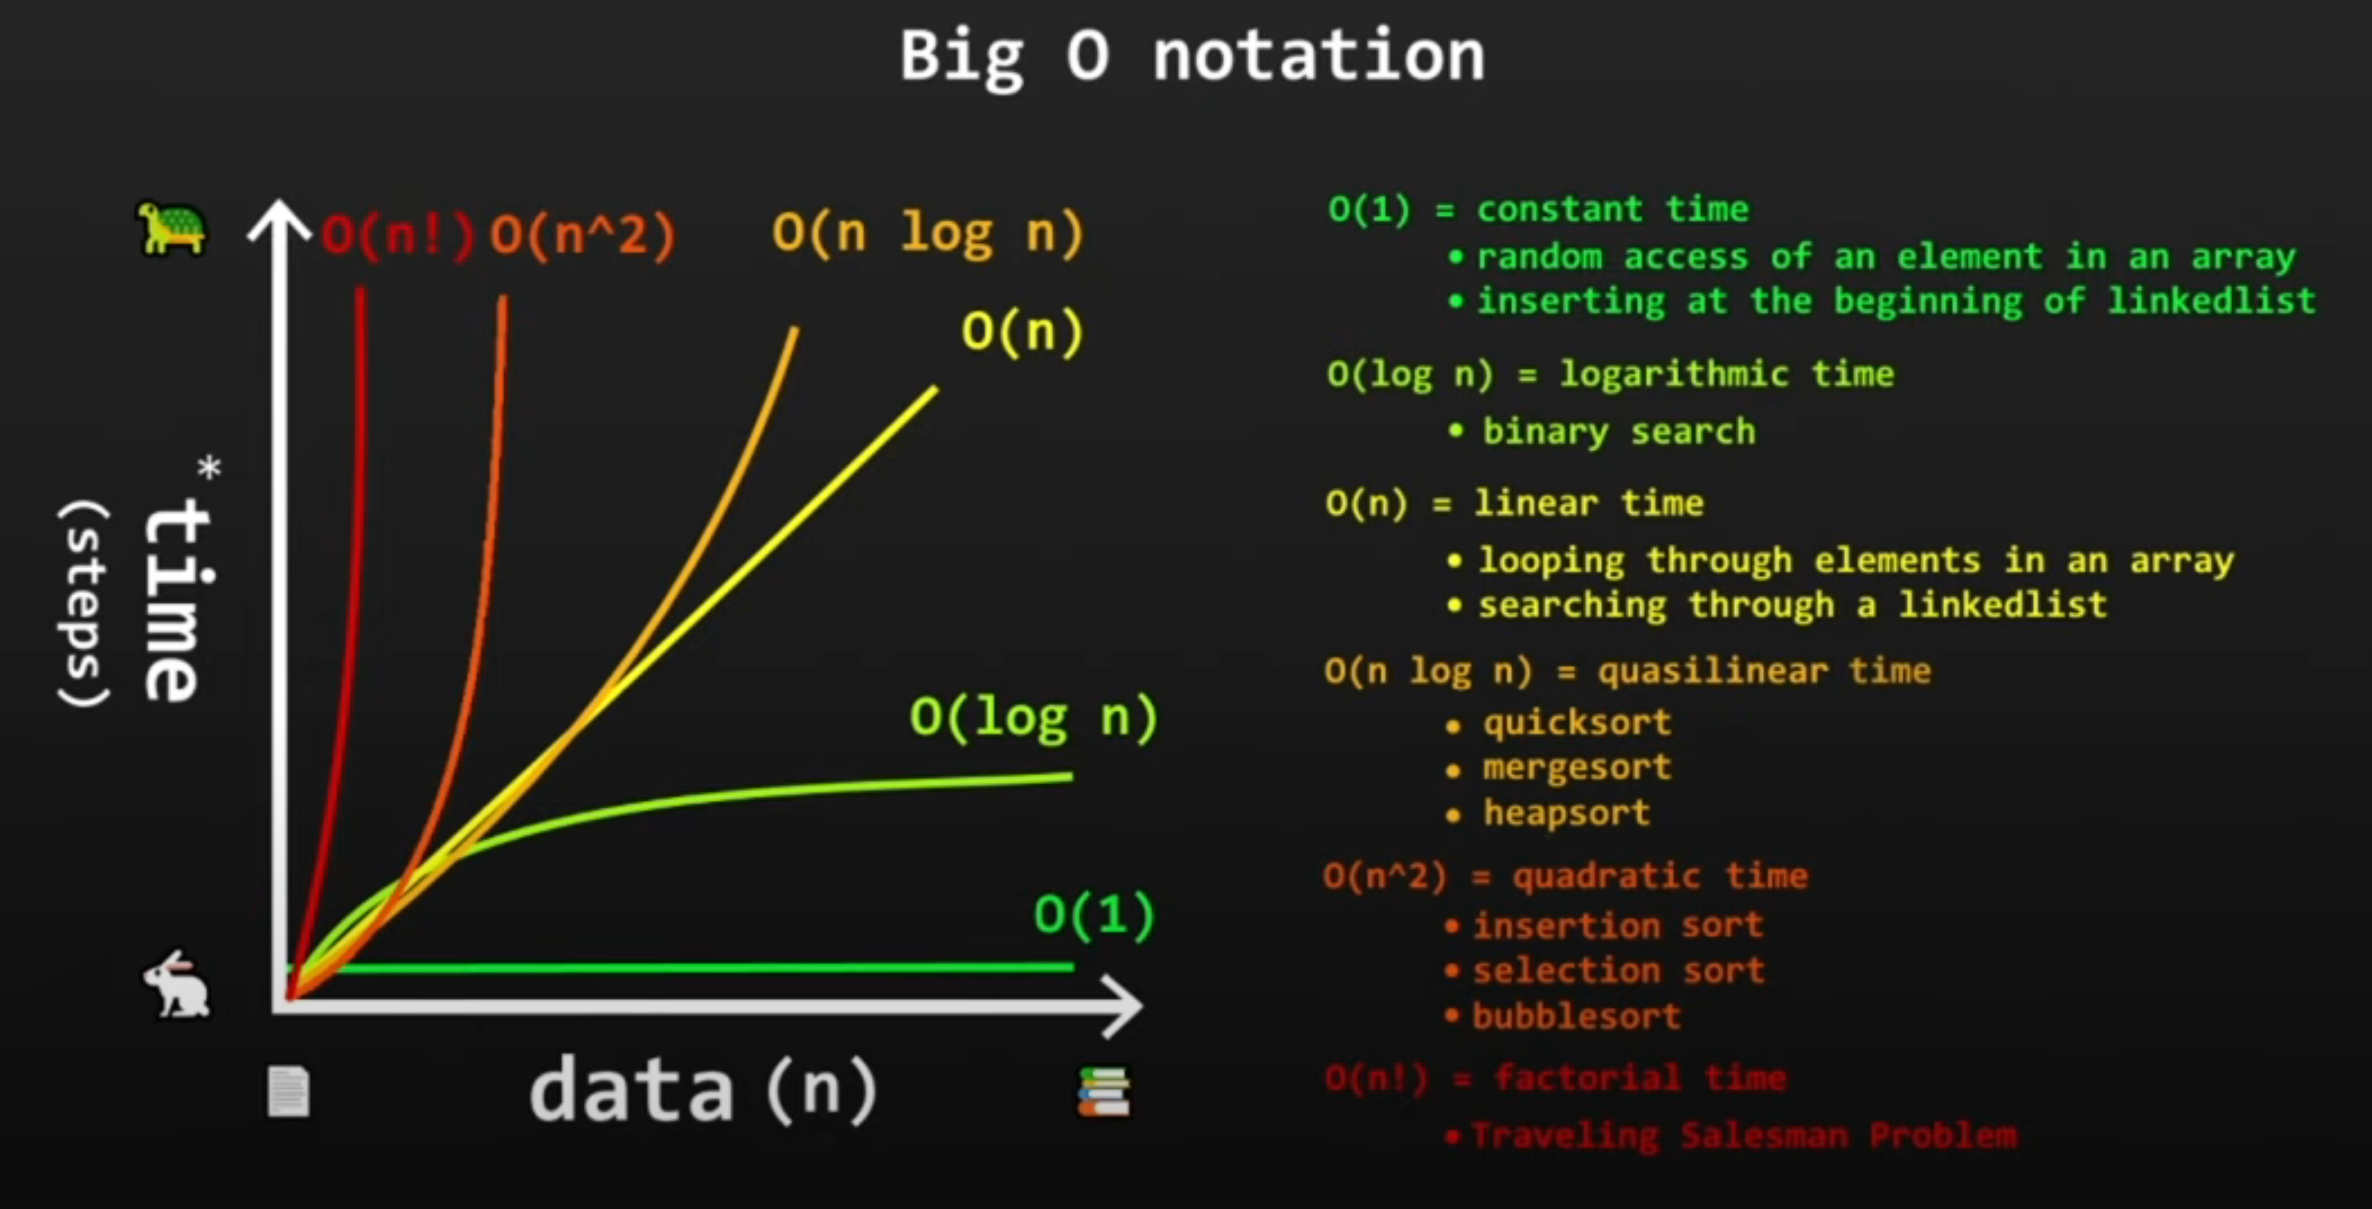 Big O notation
O(n!)
O(n^2)
O(n log n)
O(n)
O(log n)
O(1)
*
time
(steps)
data (n)
O(1) = constant time
• random access of an element in an array
• inserting at the beginning of linkedlist
O(log n) = logarithmic time
• binary search
O(n) = linear time
• looping through elements in an array
• searching through a linkedlist
O(n log n) = quasilinear time
• quicksort
• mergesort
• heapsort
O(n^2) = quadratic time
• insertion sort
• selection sort
• bubblesort
O(n!) = factorial time
• Traveling Salesman Problem